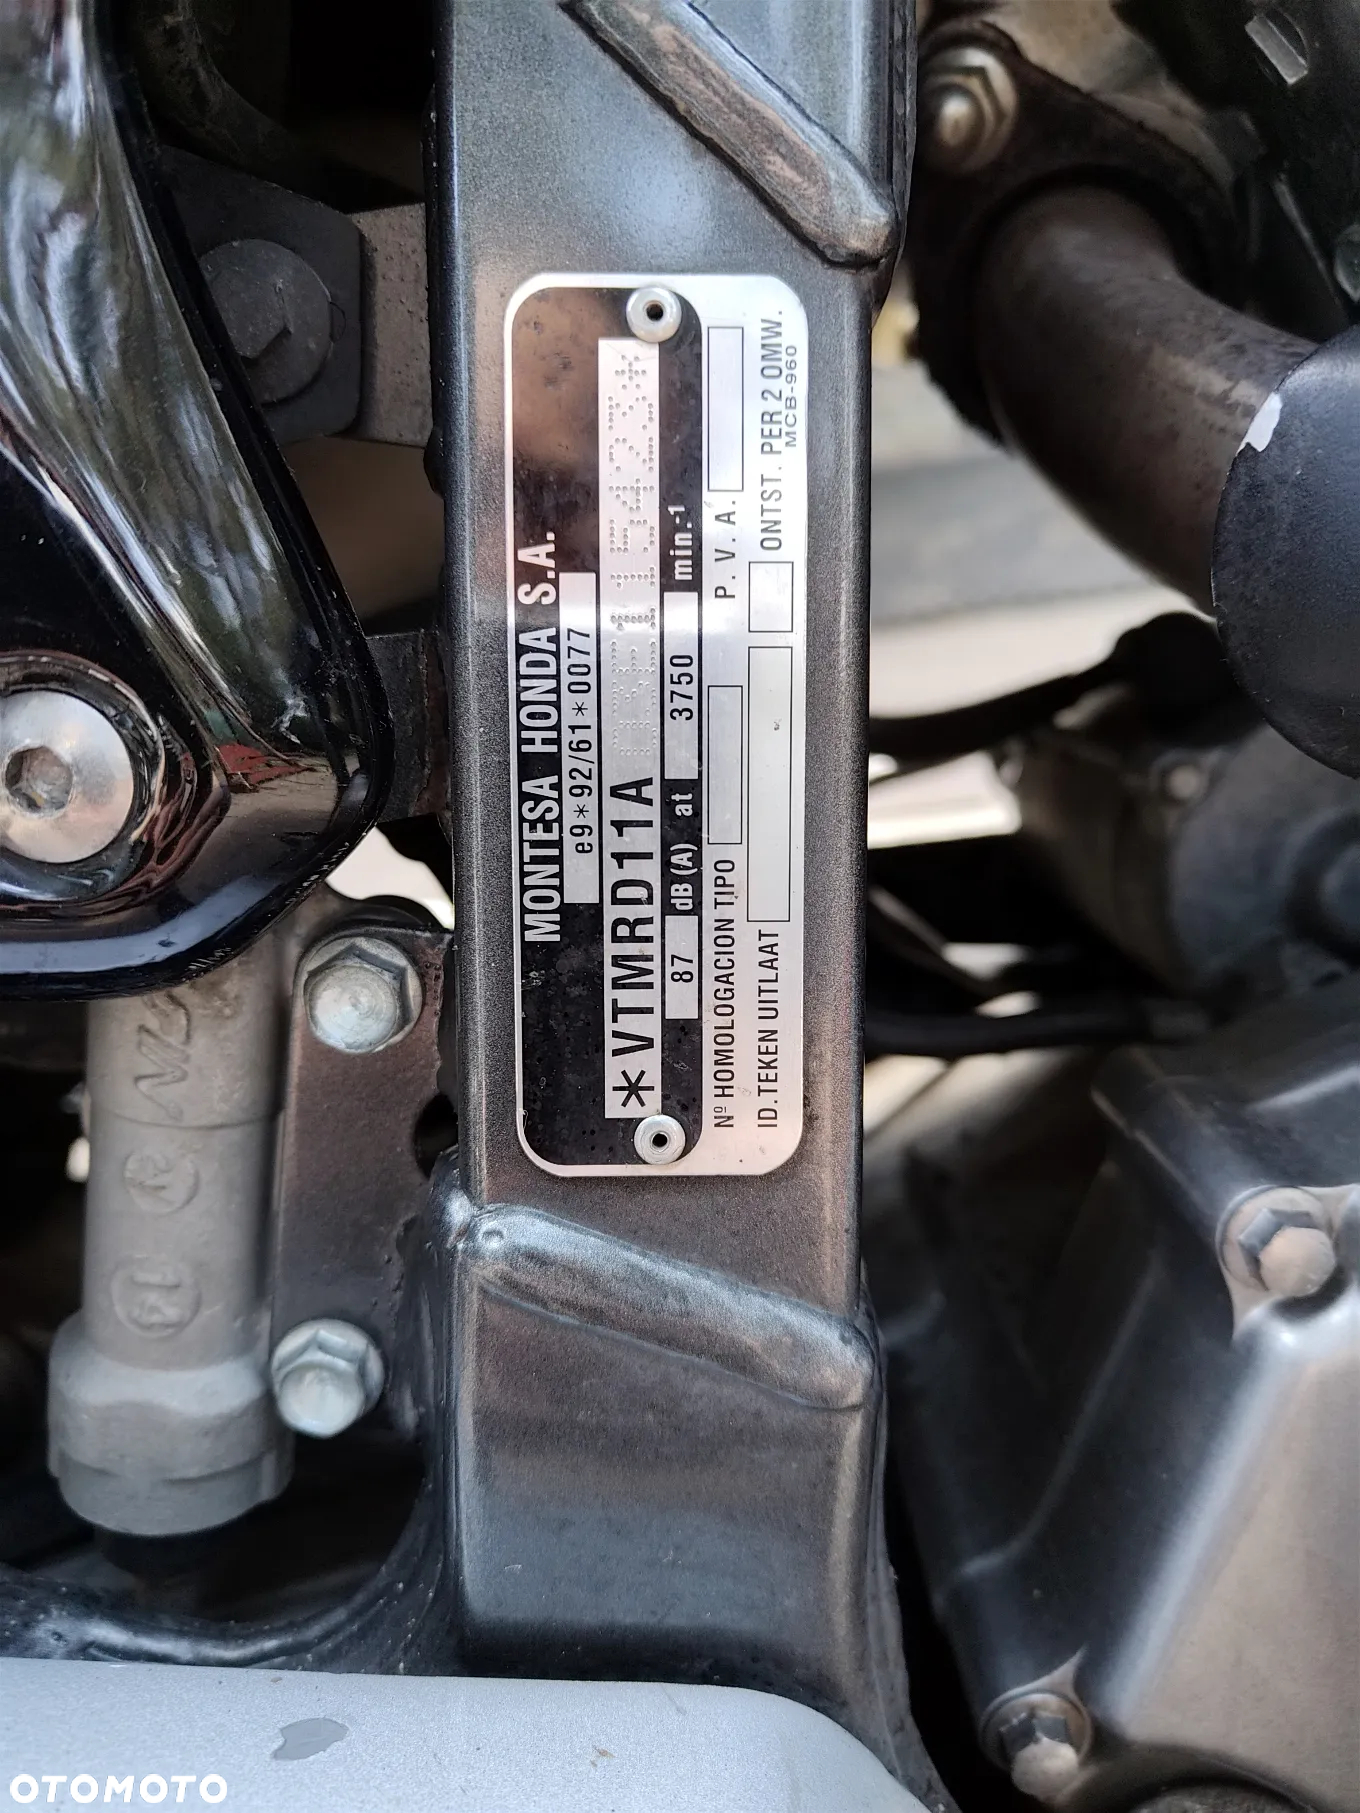 MONTESA HONDA S.A.
e9*92/61*0077
*VTMRD11A
87 dB (A) at 3750 min.-1
Nº HOMOLOGACION TIPO P. V. A.
ID.TEKEN UITLAAT ONTST. PER 2 OMW.
MCB-960
14
OTOMOTO